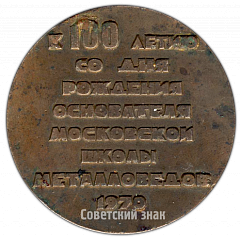 К 100 ЛЕТИЮ
СО ДНЯ
РОЖДЕНИЯ
ОСНОВАТЕЛЯ
МОСКОВСКОЙ
ШКОЛЫ
МЕТАЛЛОВЕДОВ
1979
Советский знак